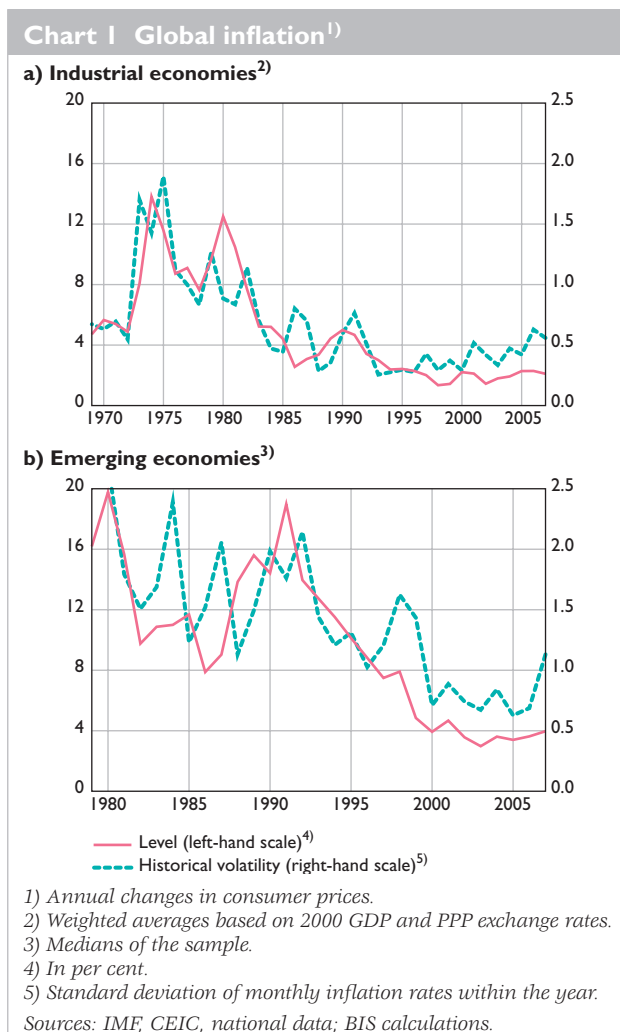 Chart 1 Global inflation1)
a) Industrial economies2)
20 2.5
16 2.0
12 1.5
8 1.0
4 0.5
0 0.0
1970 1975 1980 1985 1990 1995 2000 2005
b) Emerging economies3)
20 2.5
16 2.0
12 1.5
8 1.0
4 0.5
0 0.0
1980 1985 1990 1995 2000 2005
Level (left-hand scale)4)
Historical volatility (right-hand scale)5)
1) Annual changes in consumer prices.
2) Weighted averages based on 2000 GDP and PPP exchange rates.
3) Medians of the sample.
4) In per cent.
5) Standard deviation of monthly inflation rates within the year.
Sources: IMF, CEIC, national data; BIS calculations.